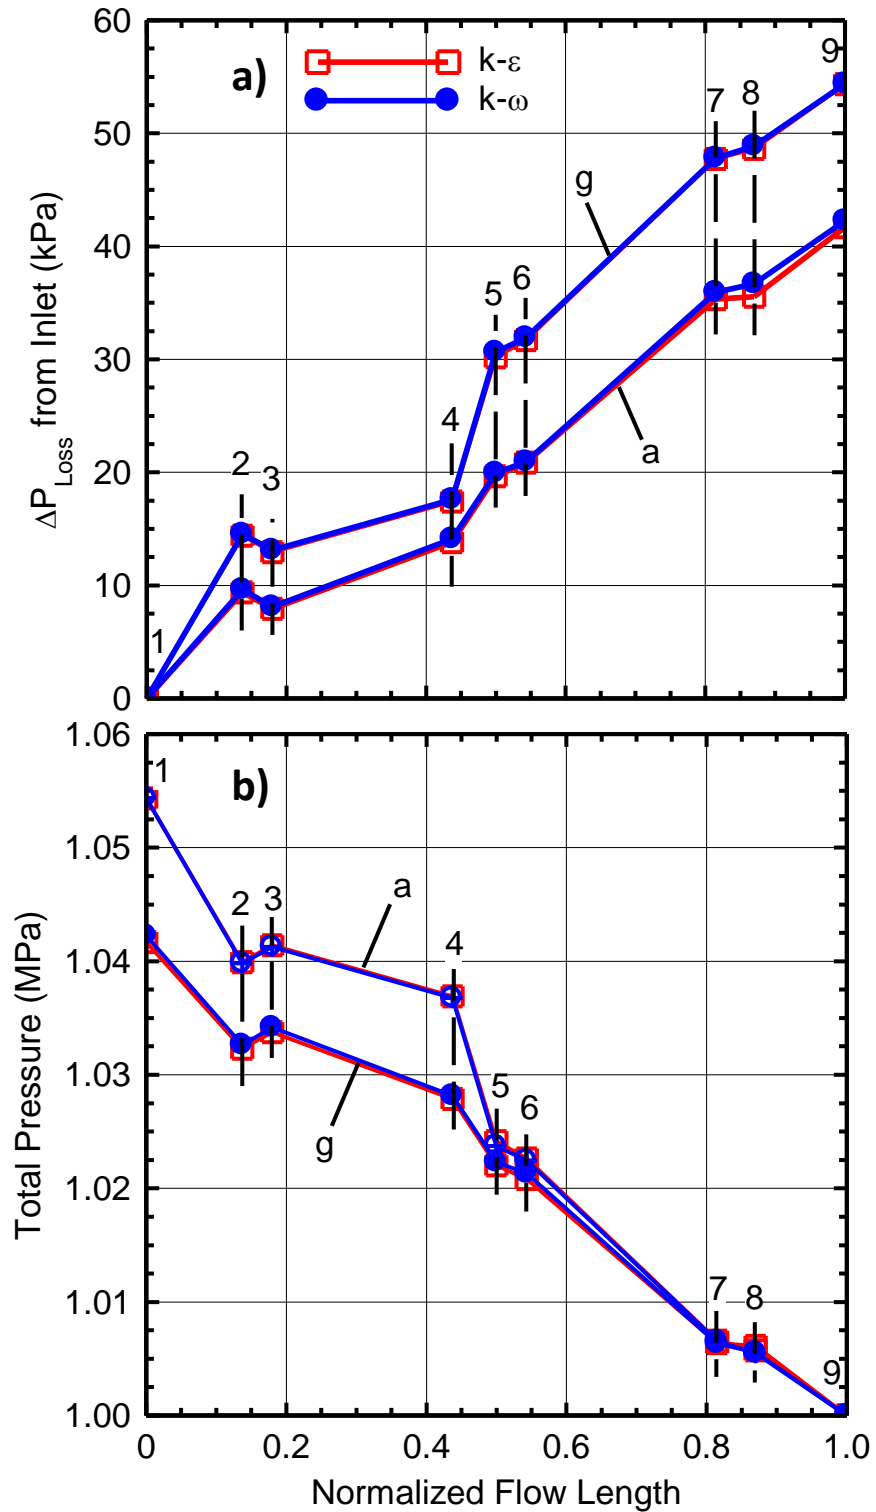 60
50
40
30
20
10
0
ΔP_Loss from Inlet (kPa)
a)
k-ε
k-ω
1
2
3
4
5
6
7
8
9
g
a
1.06
1.05
1.04
1.03
1.02
1.01
1.00
Total Pressure (MPa)
b)
1
2
3
4
5
6
7
8
9
a
g
0 0.2 0.4 0.6 0.8 1.0
Normalized Flow Length